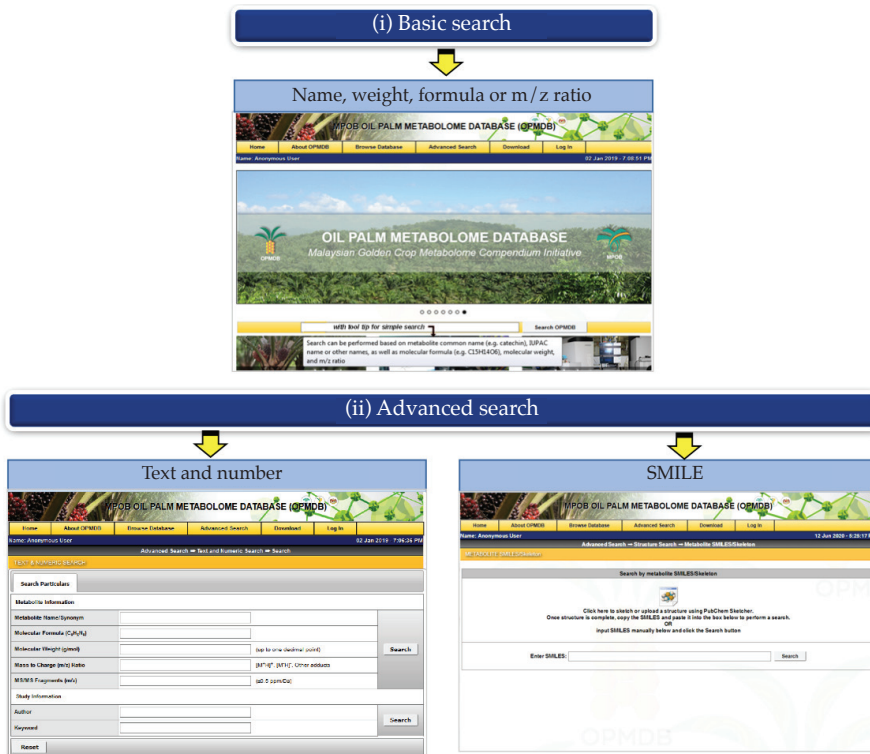 (i) Basic search
Name, weight, formula or m/z ratio
MPOB OIL PALM METABOLOME DATABASE (OPMDB)
Home About OPMDB Browse Database Advanced Search Download Log In
Name: Anonymous User 02 Jan 2019 - 7:08:51 PM
OIL PALM METABOLOME DATABASE
Malaysian Golden Crop Metabolome Compendium Initiative
OPMDB MPOB
with tool tip for simple search Search OPMDB
Search can be performed based on metabolite common name (e.g. catechin), IUPAC
name or other names, as well as molecular formula (e.g. C15H14O6), molecular weight,
and m/z ratio
(ii) Advanced search
Text and number
MPOB OIL PALM METABOLOME DATABASE (OPMDB)
Home About OPMDB Browse Database Advanced Search Download Log In
Name: Anonymous User 02 Jan 2019 - 7:06:26 PM
Advanced Search ➡ Text and Numeric Search ➡ Search
TEXT & NUMERIC SEARCH
Search Particulars
Metabolite Information
Metabolite Name/Synonym
Molecular Weight (g/mol) (up to one decimal point) Search
Mass to Charge (m/z) Ratio [M+H]⁺, [M-H]⁻, Other adducts
MS/MS Fragments (m/z) (±0.5 ppm/Da)
Study Information
Author
Search
Keyword
Reset
SMILE
MPOB OIL PALM METABOLOME DATABASE (OPMDB)
Home About OPMDB Browse Database Advanced Search Download Log In
Name: Anonymous User 12 Jun 2020
Advanced Search ➡ Structure Search ➡ Metabolite SMILES/Skeleton
METABOLITE SMILES/Skeleton
Search by metabolite SMILES/Skeleton
Click here to sketch or upload a structure using PubChem Sketcher.
Once structure is complete, copy the SMILES and paste it into the box below to perform a search.
OR
input SMILES manually below and click the Search button
Enter SMILES: Search
OPMDB